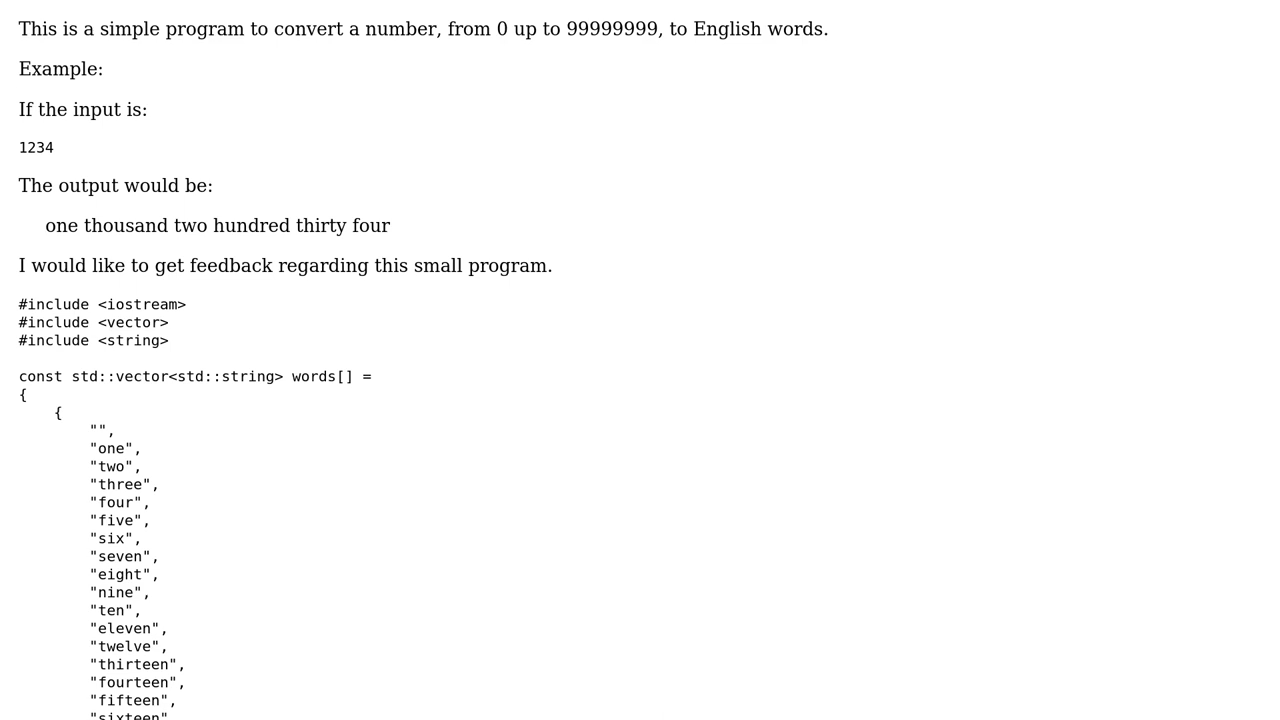 This is a simple program to convert a number, from 0 up to 99999999, to English words.
Example:
If the input is:
1234
The output would be:
one thousand two hundred thirty four
I would like to get feedback regarding this small program.
#include <iostream>
#include <vector>
#include <string>
const std::vector<std::string> words[] =
{
    {
        "",
        "one",
        "two",
        "three",
        "four",
        "five",
        "six",
        "seven",
        "eight",
        "nine",
        "ten",
        "eleven",
        "twelve",
        "thirteen",
        "fourteen",
        "fifteen",
        "sixteen",